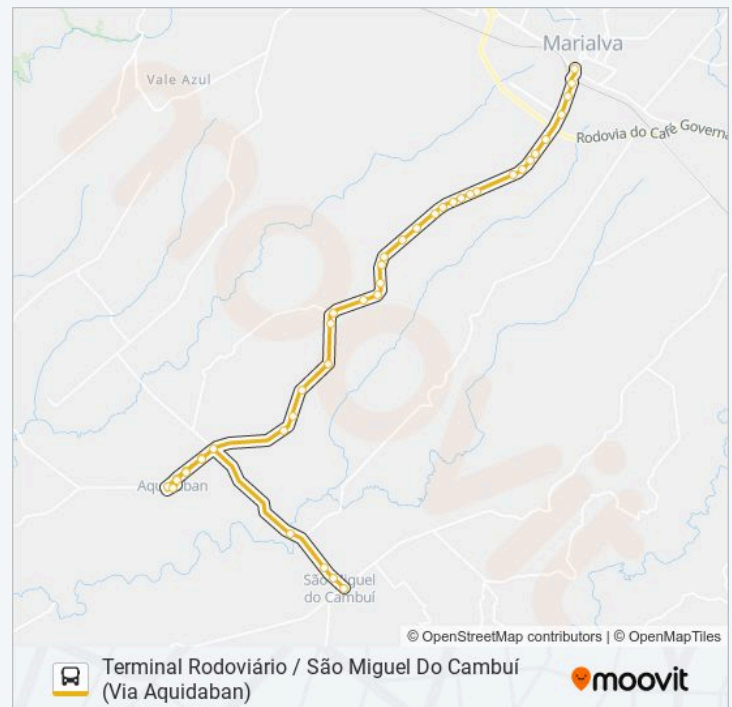 Marialva
Vale Azul
Rodovia do Café Governa
moovit
Aquidaban
São Miguel
do Cambuí
© OpenStreetMap contributors | © OpenMapTiles
Terminal Rodoviário / São Miguel Do Cambuí
(Via Aquidaban)
moovit